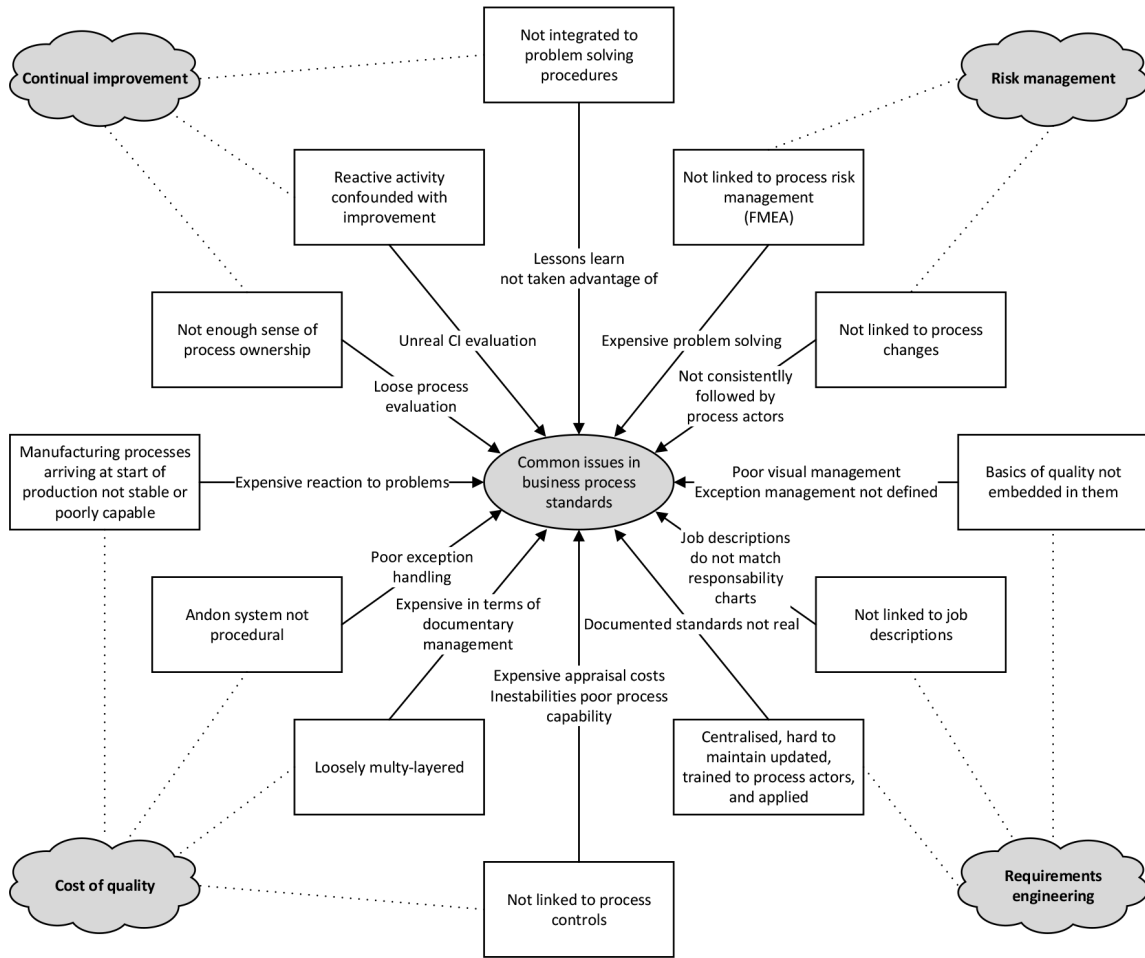 Not integrated to
problem solving
procedures
Continual improvement
Risk management
Reactive activity
confounded with
improvement
Not linked to process risk
management
(FMEA)
Lessons learn
not taken advantage of
Not enough sense of
process ownership
Unreal CI evaluation
Expensive problem solving
Not linked to process
changes
Loose process
evaluation
Not consistentlly
followed by
process actors
Manufacturing processes
arriving at start of
production not stable or
poorly capable
Expensive reaction to problems
Common issues in
business process
standards
Poor visual management
Exception management not defined
Basics of quality not
embedded in them
Poor exception
handling
Job descriptions
do not match
responsability
charts
Andon system not
procedural
Expensive in terms of
documentary
management
Documented standards not real
Not linked to job
descriptions
Expensive appraisal costs
Inestabilities poor process
capability
Loosely multy-layered
Centralised, hard to
maintain updated,
trained to process actors,
and applied
Cost of quality
Not linked to process
controls
Requirements
engineering